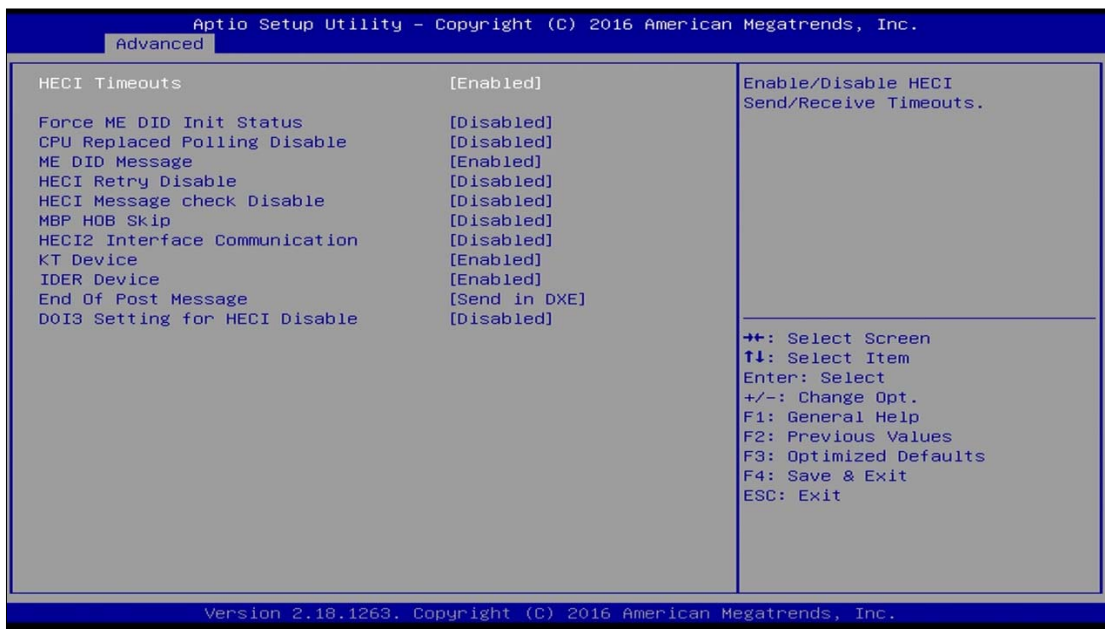 Aptio Setup Utility – Copyright (C) 2016 American Megatrends, Inc.
Advanced
HECI Timeouts [Enabled]
Force ME DID Init Status [Disabled]
CPU Replaced Polling Disable [Disabled]
ME DID Message [Enabled]
HECI Retry Disable [Disabled]
HECI Message check Disable [Disabled]
MBP HOB Skip [Disabled]
HECI2 Interface Communication [Disabled]
KT Device [Enabled]
IDER Device [Enabled]
End Of Post Message [Send in DXE]
DOI3 Setting for HECI Disable [Disabled]
Enable/Disable HECI
Send/Receive Timeouts.
→←: Select Screen
↑↓: Select Item
Enter: Select
+/-: Change Opt.
F1: General Help
F2: Previous Values
F3: Optimized Defaults
F4: Save & Exit
ESC: Exit
Version 2.18.1263. Copyright (C) 2016 American Megatrends, Inc.